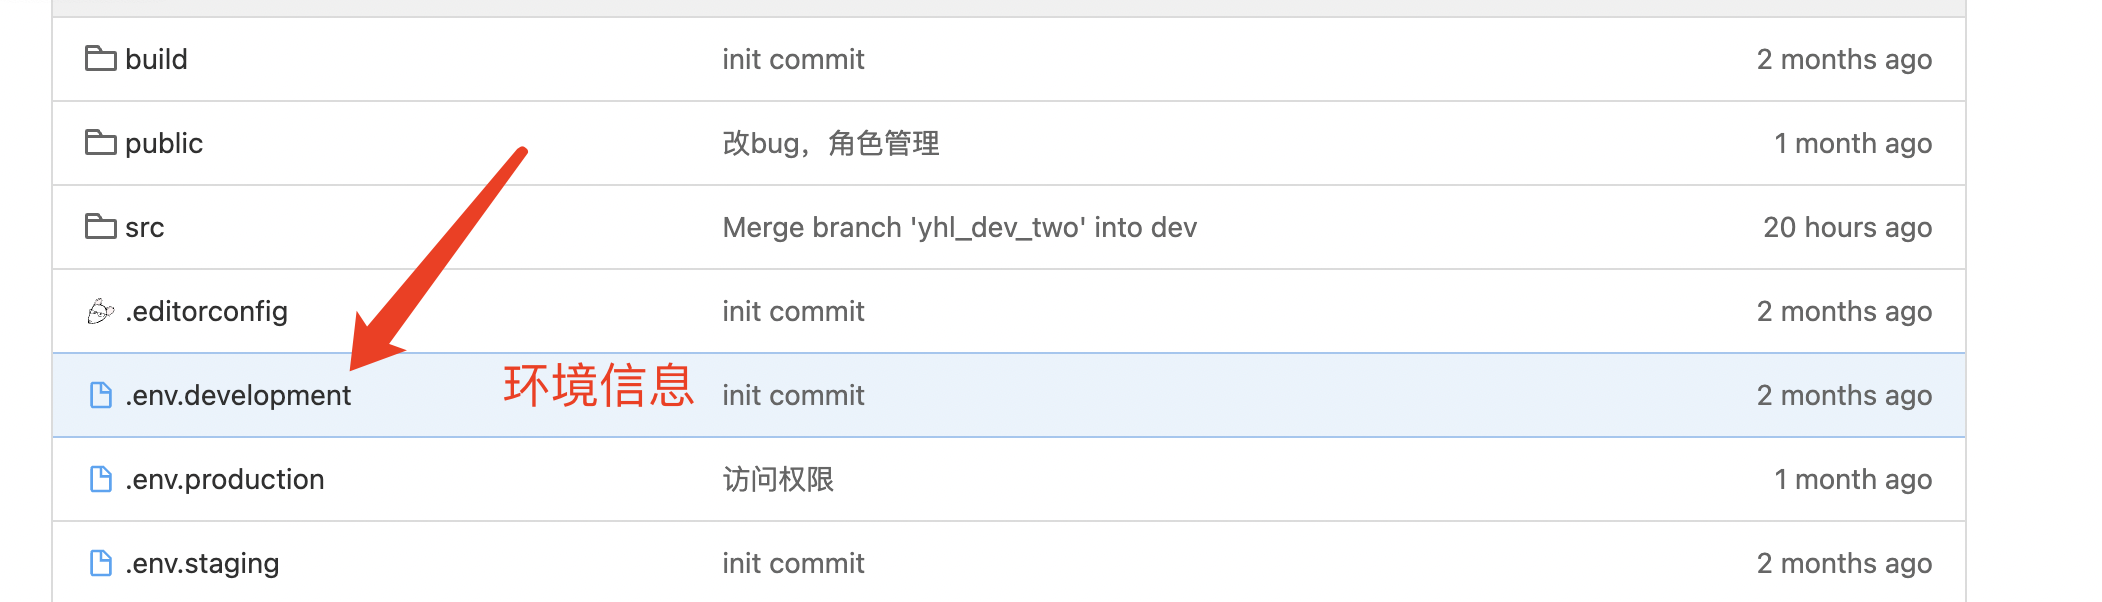 build init commit 2 months ago
public 改bug，角色管理 1 month ago
src Merge branch 'yhl_dev_two' into dev 20 hours ago
.editorconfig init commit 2 months ago
.env.development 环境信息 init commit 2 months ago
.env.production 访问权限 1 month ago
.env.staging init commit 2 months ago